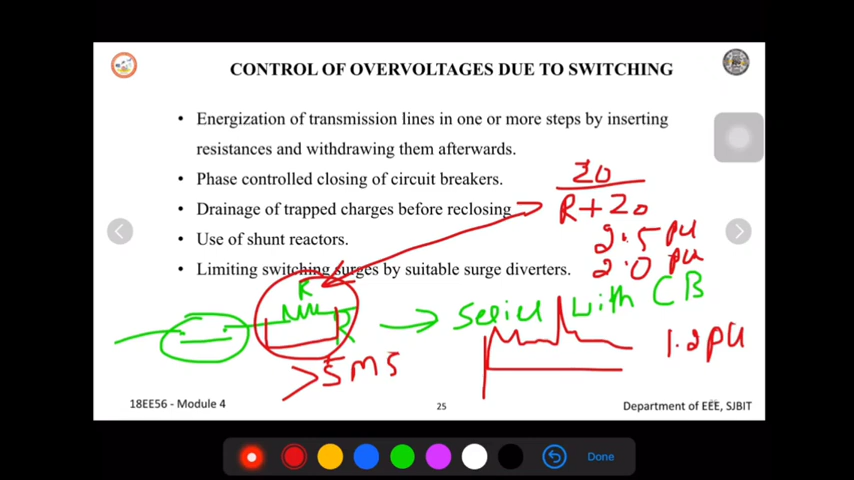 CONTROL OF OVERVOLTAGES DUE TO SWITCHING
• Energization of transmission lines in one or more steps by inserting
resistances and withdrawing them afterwards.
• Phase controlled closing of circuit breakers.
• Drainage of trapped charges before reclosing
• Use of shunt reactors.
• Limiting switching surges by suitable surge diverters.
Z0
R+Z0
2.5 pu
2.0 pu
R
R
Series with CB
>5ms
1.2pu
18EE56 - Module 4
25
Department of EEE, SJBIT
Done